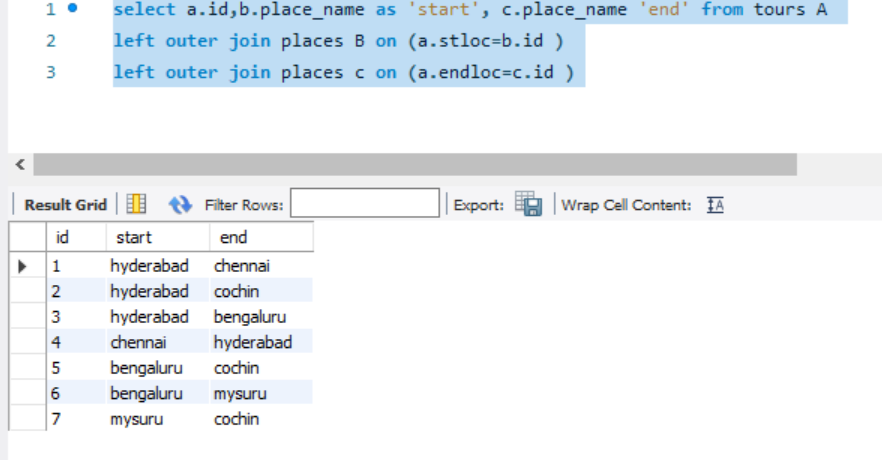 1 select a.id,b.place_name as 'start', c.place_name 'end' from tours A
2 left outer join places B on (a.stloc=b.id )
3 left outer join places c on (a.endloc=c.id )
Result Grid Filter Rows: Export: Wrap Cell Content: IA
id start end
1 hyderabad chennai
2 hyderabad cochin
3 hyderabad bengaluru
4 chennai hyderabad
5 bengaluru cochin
6 bengaluru mysuru
7 mysuru cochin